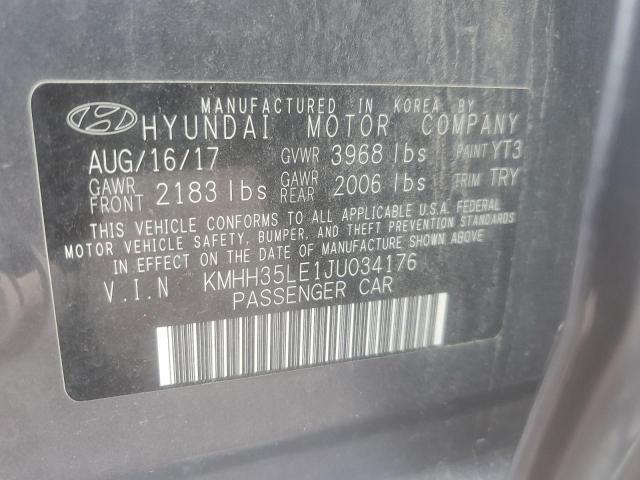 MANUFACTURED IN KOREA BY
HYUNDAI MOTOR COMPANY
AUG/16/17 GVWR 3968 lbs PAINT YT3
GAWR FRONT 2183 lbs GAWR REAR 2006 lbs TRIM TRY
THIS VEHICLE CONFORMS TO ALL APPLICABLE U.S.A. FEDERAL
MOTOR VEHICLE SAFETY, BUMPER, AND THEFT PREVENTION STANDARDS
IN EFFECT ON THE DATE OF MANUFACTURE SHOWN ABOVE.
V.I.N KMHH35LE1JU034176
PASSENGER CAR